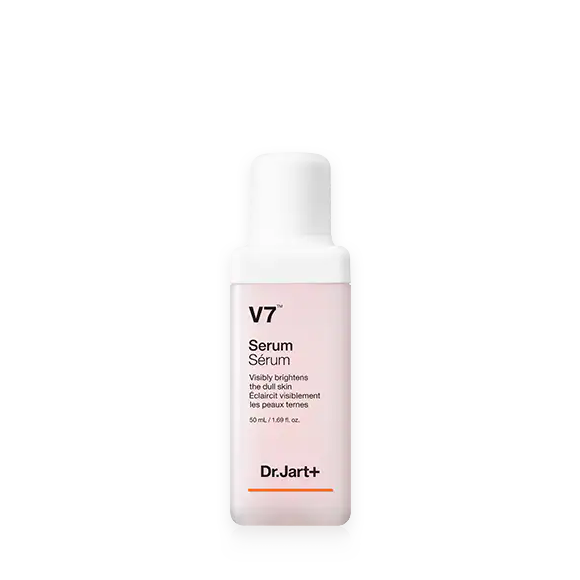 V7™
Serum
Sérum
Visibly brightens
the dull skin
Éclaircit visiblement
les peaux ternes
50 mL / 1.69 fl. oz.
Dr.Jart+